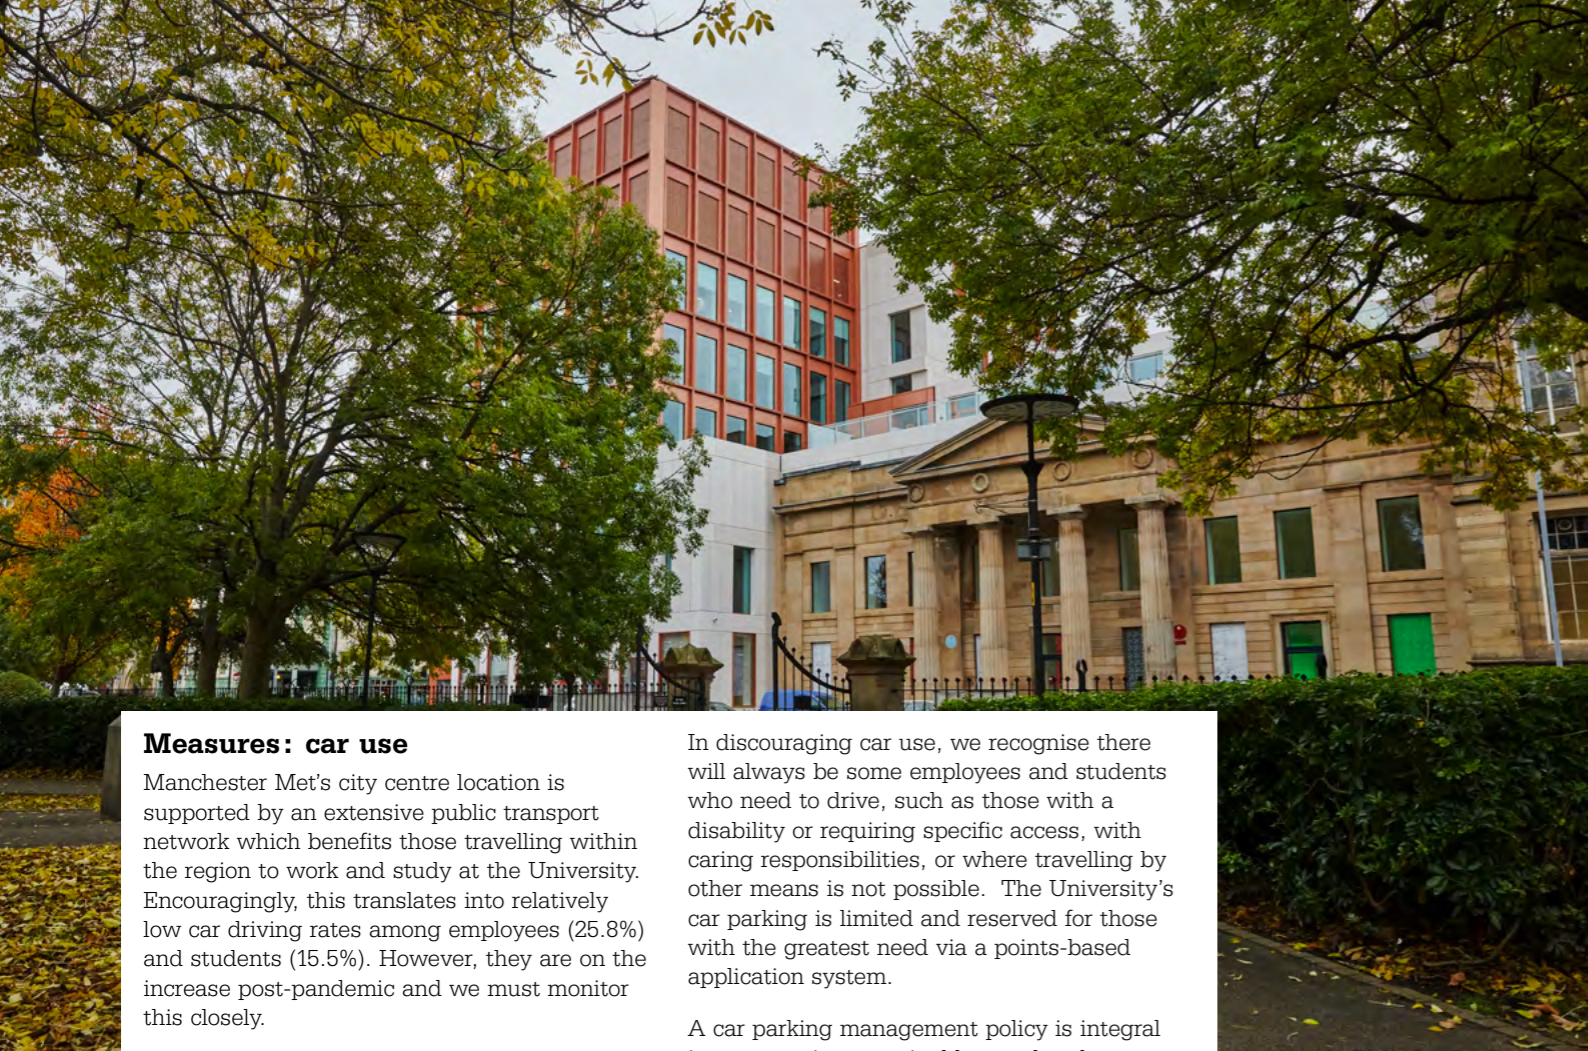 Measures: car use
Manchester Met's city centre location is
supported by an extensive public transport
network which benefits those travelling within
the region to work and study at the University.
Encouragingly, this translates into relatively
low car driving rates among employees (25.8%)
and students (15.5%). However, they are on the
increase post-pandemic and we must monitor
this closely.
In discouraging car use, we recognise there
will always be some employees and students
who need to drive, such as those with a
disability or requiring specific access, with
caring responsibilities, or where travelling by
other means is not possible.  The University's
car parking is limited and reserved for those
with the greatest need via a points-based
application system.
A car parking management policy is integral